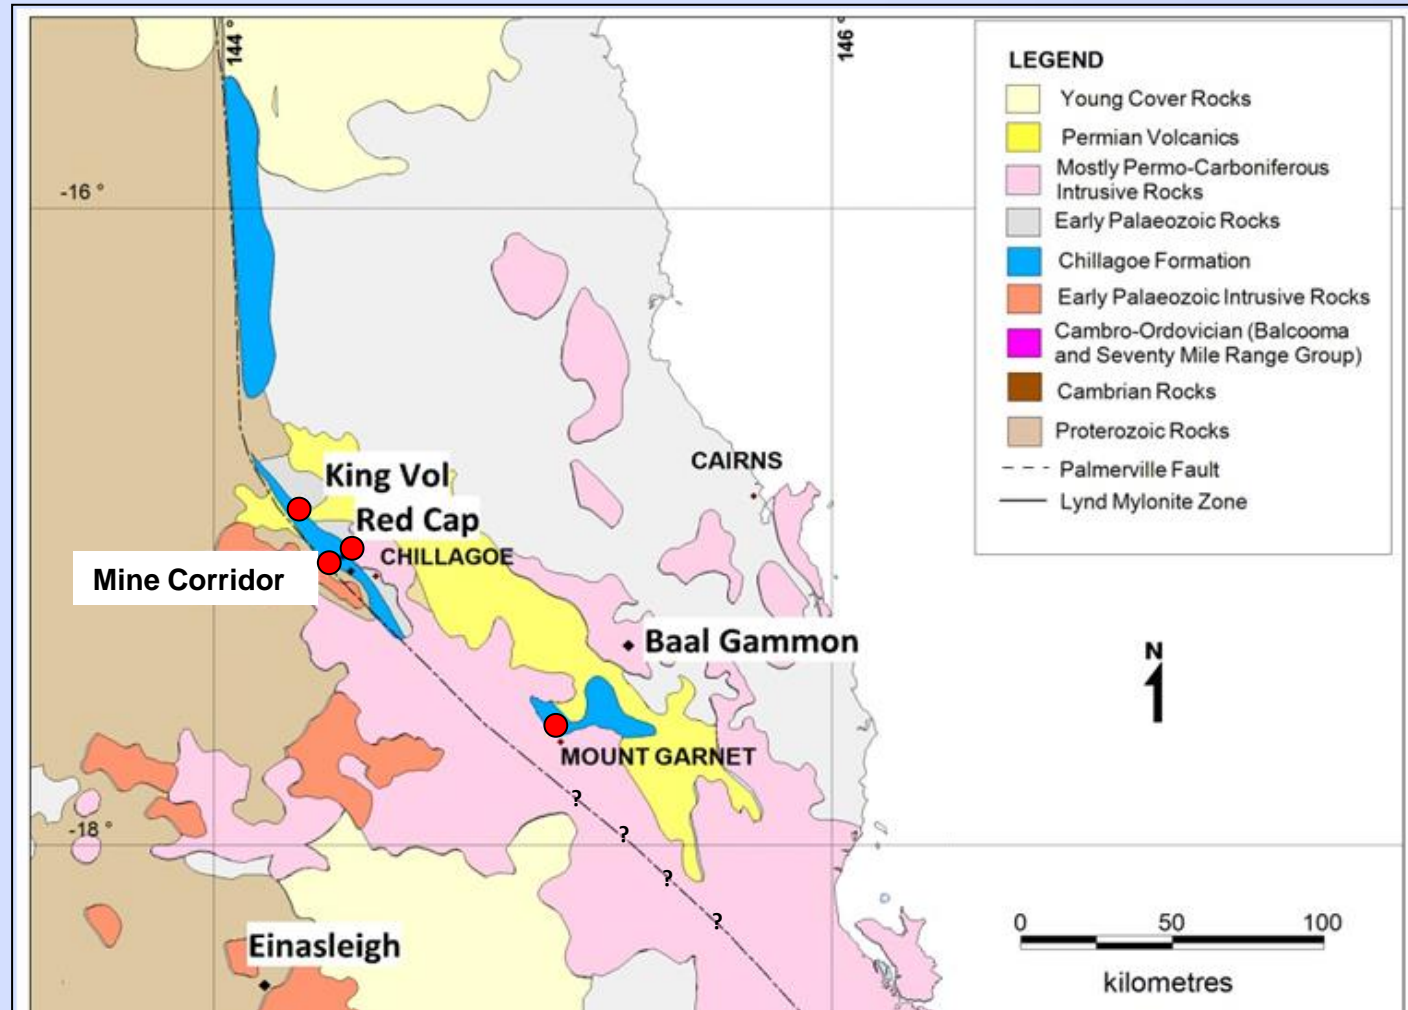 144 °
146 °
-16 °
LEGEND
Young Cover Rocks
Permian Volcanics
Mostly Permo-Carboniferous
Intrusive Rocks
Early Palaeozoic Rocks
Chillagoe Formation
Early Palaeozoic Intrusive Rocks
Cambro-Ordovician (Balcooma
and Seventy Mile Range Group)
Cambrian Rocks
Proterozoic Rocks
Palmerville Fault
Lynd Mylonite Zone
CAIRNS
King Vol
Red Cap
CHILLAGOE
Mine Corridor
Baal Gammon
N
MOUNT GARNET
?
?
?
?
-18 °
Einasleigh
0 50 100
kilometres